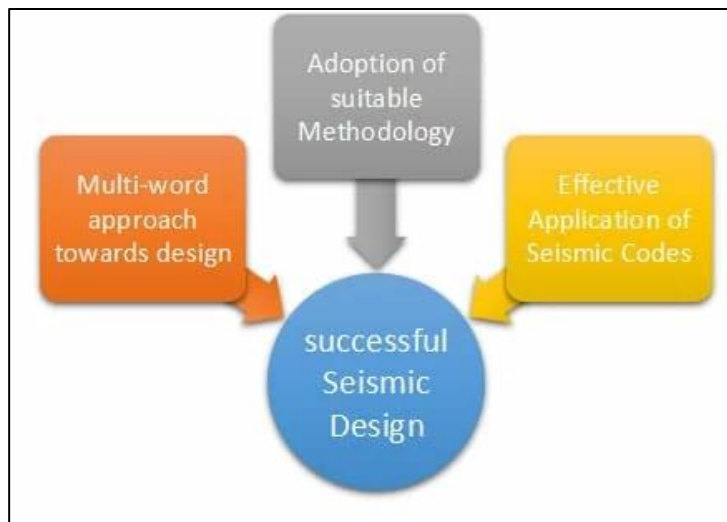 Adoption of
suitable
Methodology
Multi-word
approach
towards design
Effective
Application of
Seismic Codes
successful
Seismic
Design